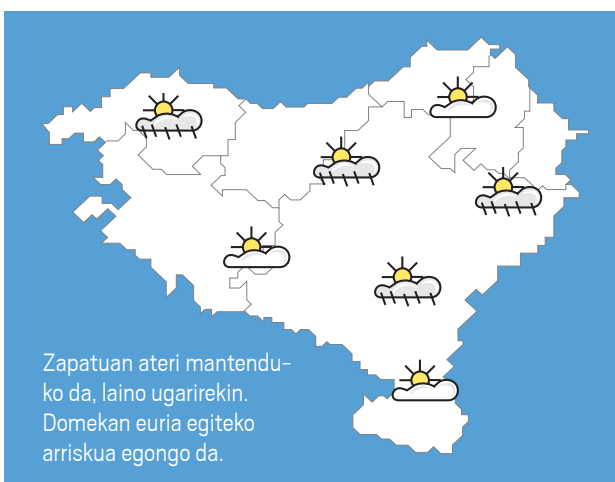 Zapatuan ateri mantendu-
ko da, laino ugarirekin.
Domekan euria egiteko
arriskua egongo da.